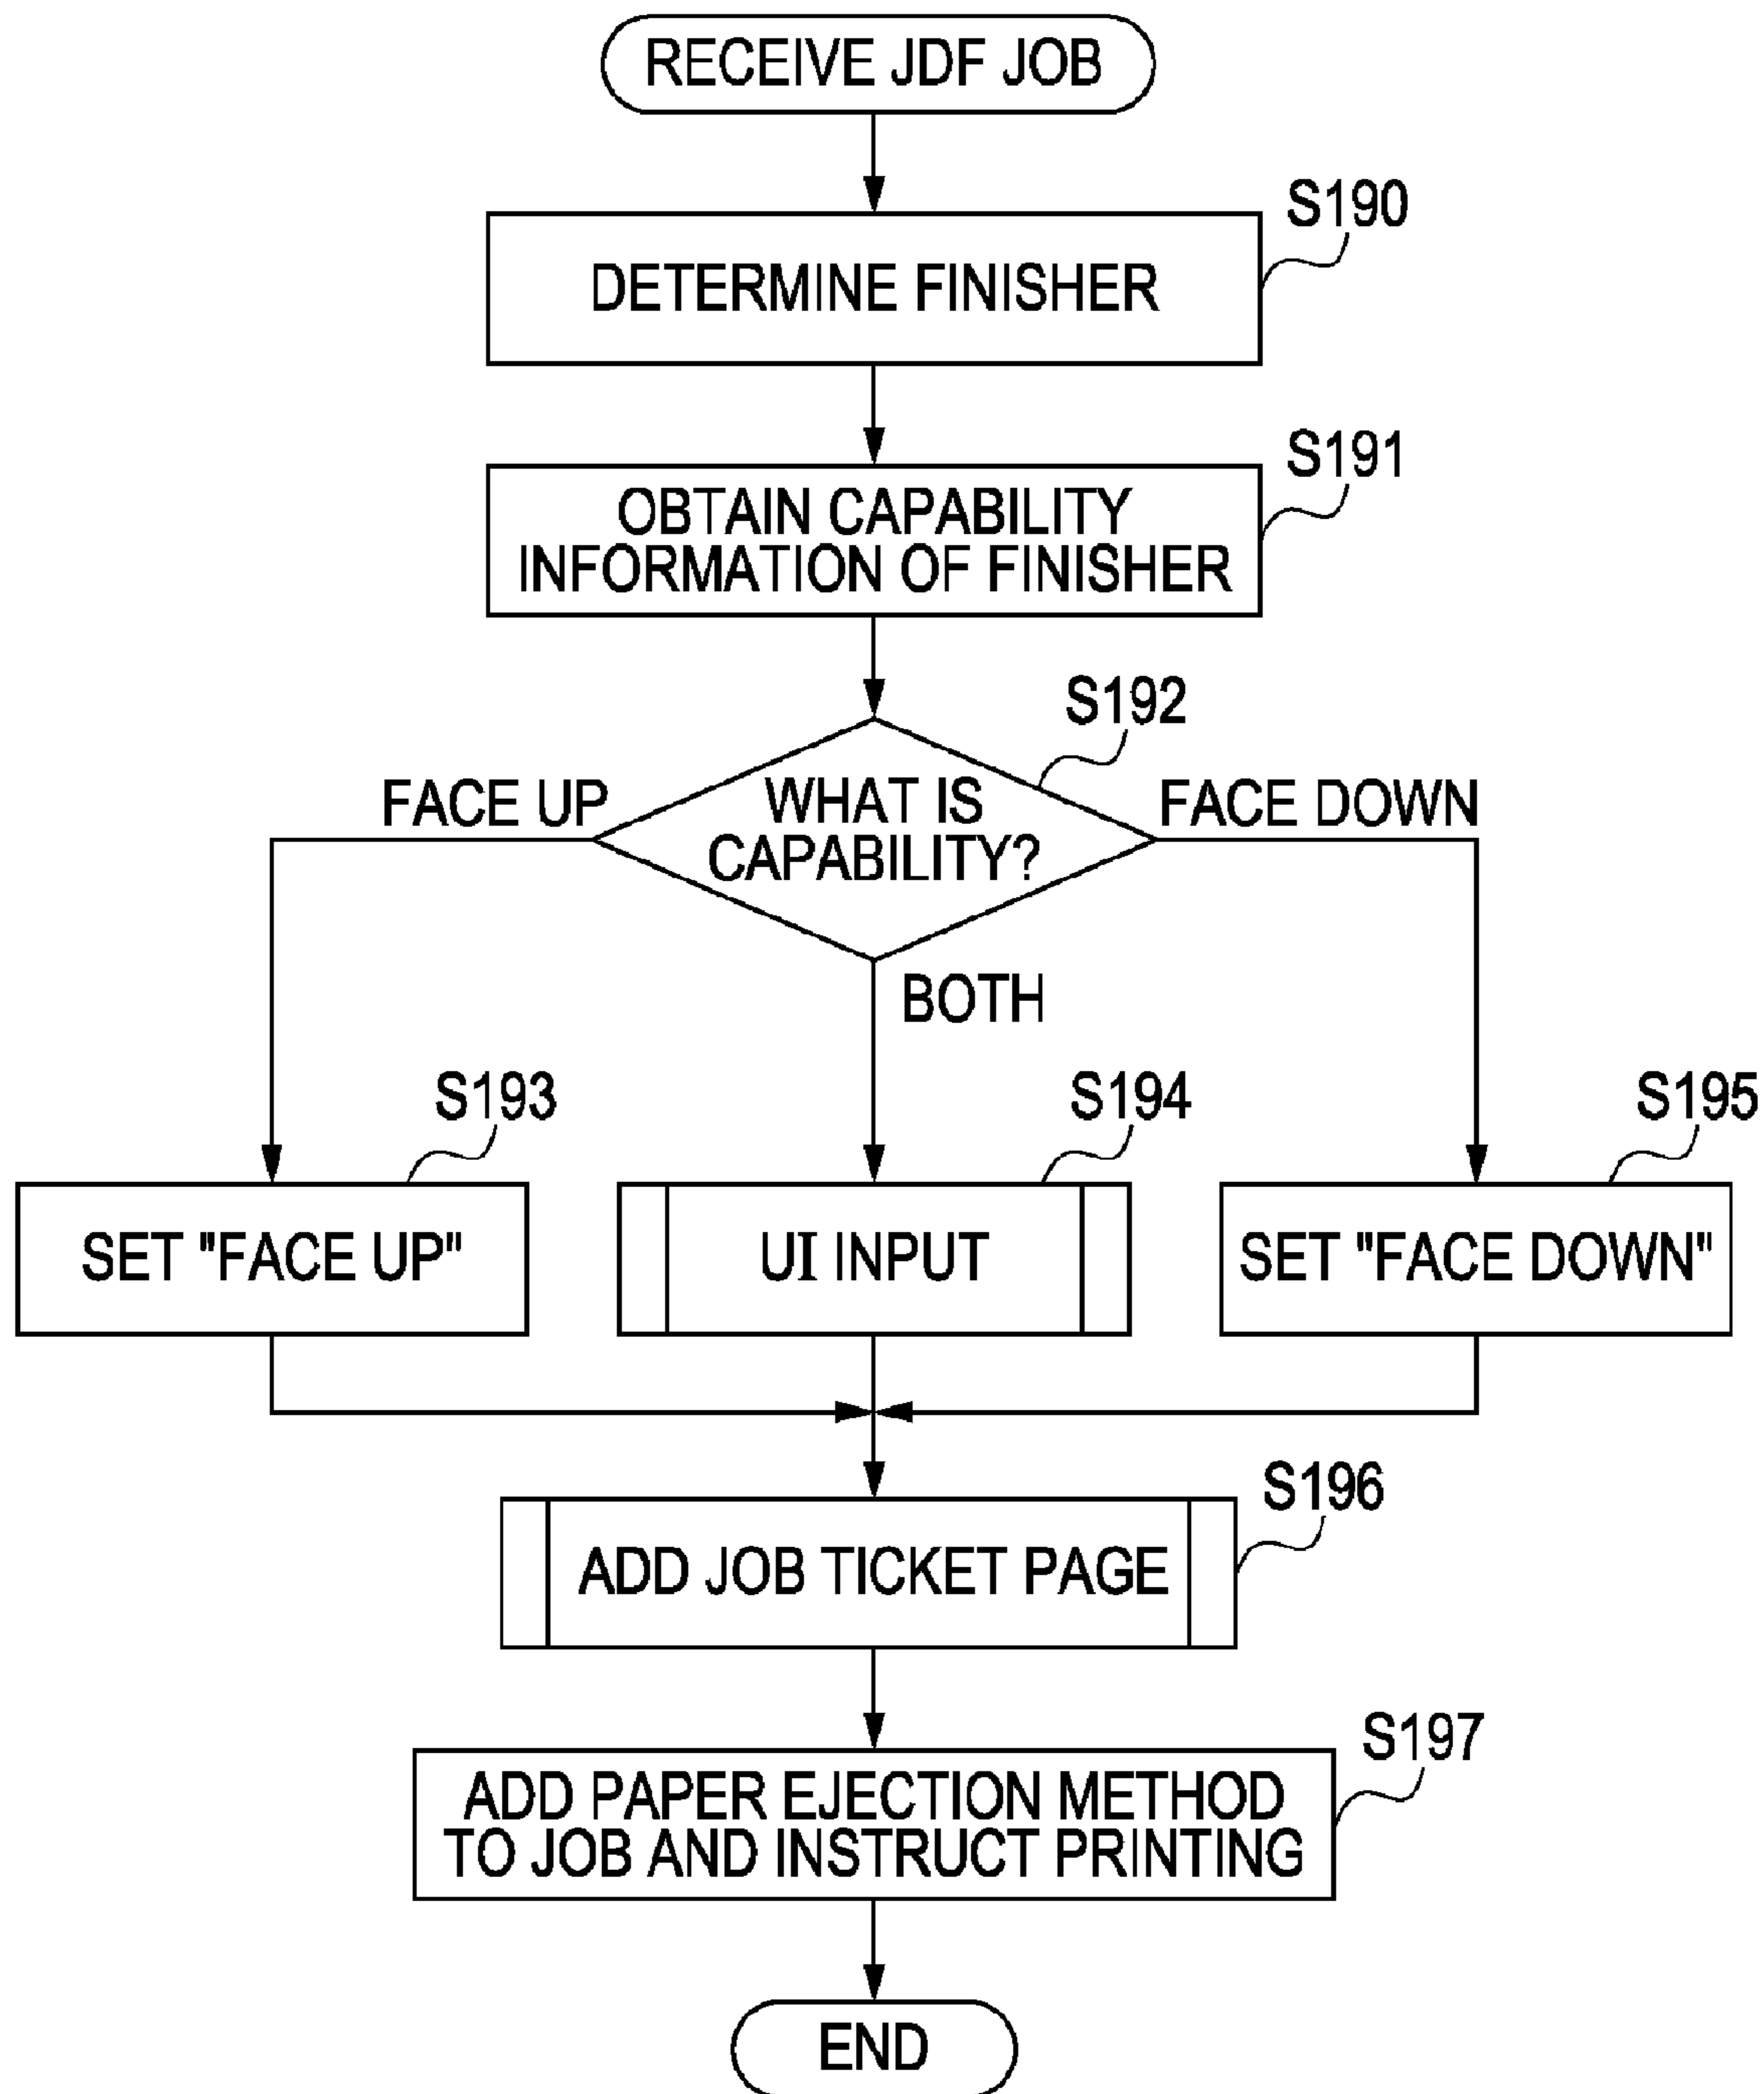 RECEIVE JDF JOB
S190
DETERMINE FINISHER
S191
OBTAIN CAPABILITY
INFORMATION OF FINISHER
S192
FACE UP
WHAT IS
CAPABILITY?
FACE DOWN
BOTH
S193
S194
S195
SET "FACE UP"
UI INPUT
SET "FACE DOWN"
S196
ADD JOB TICKET PAGE
S197
ADD PAPER EJECTION METHOD
TO JOB AND INSTRUCT PRINTING
END